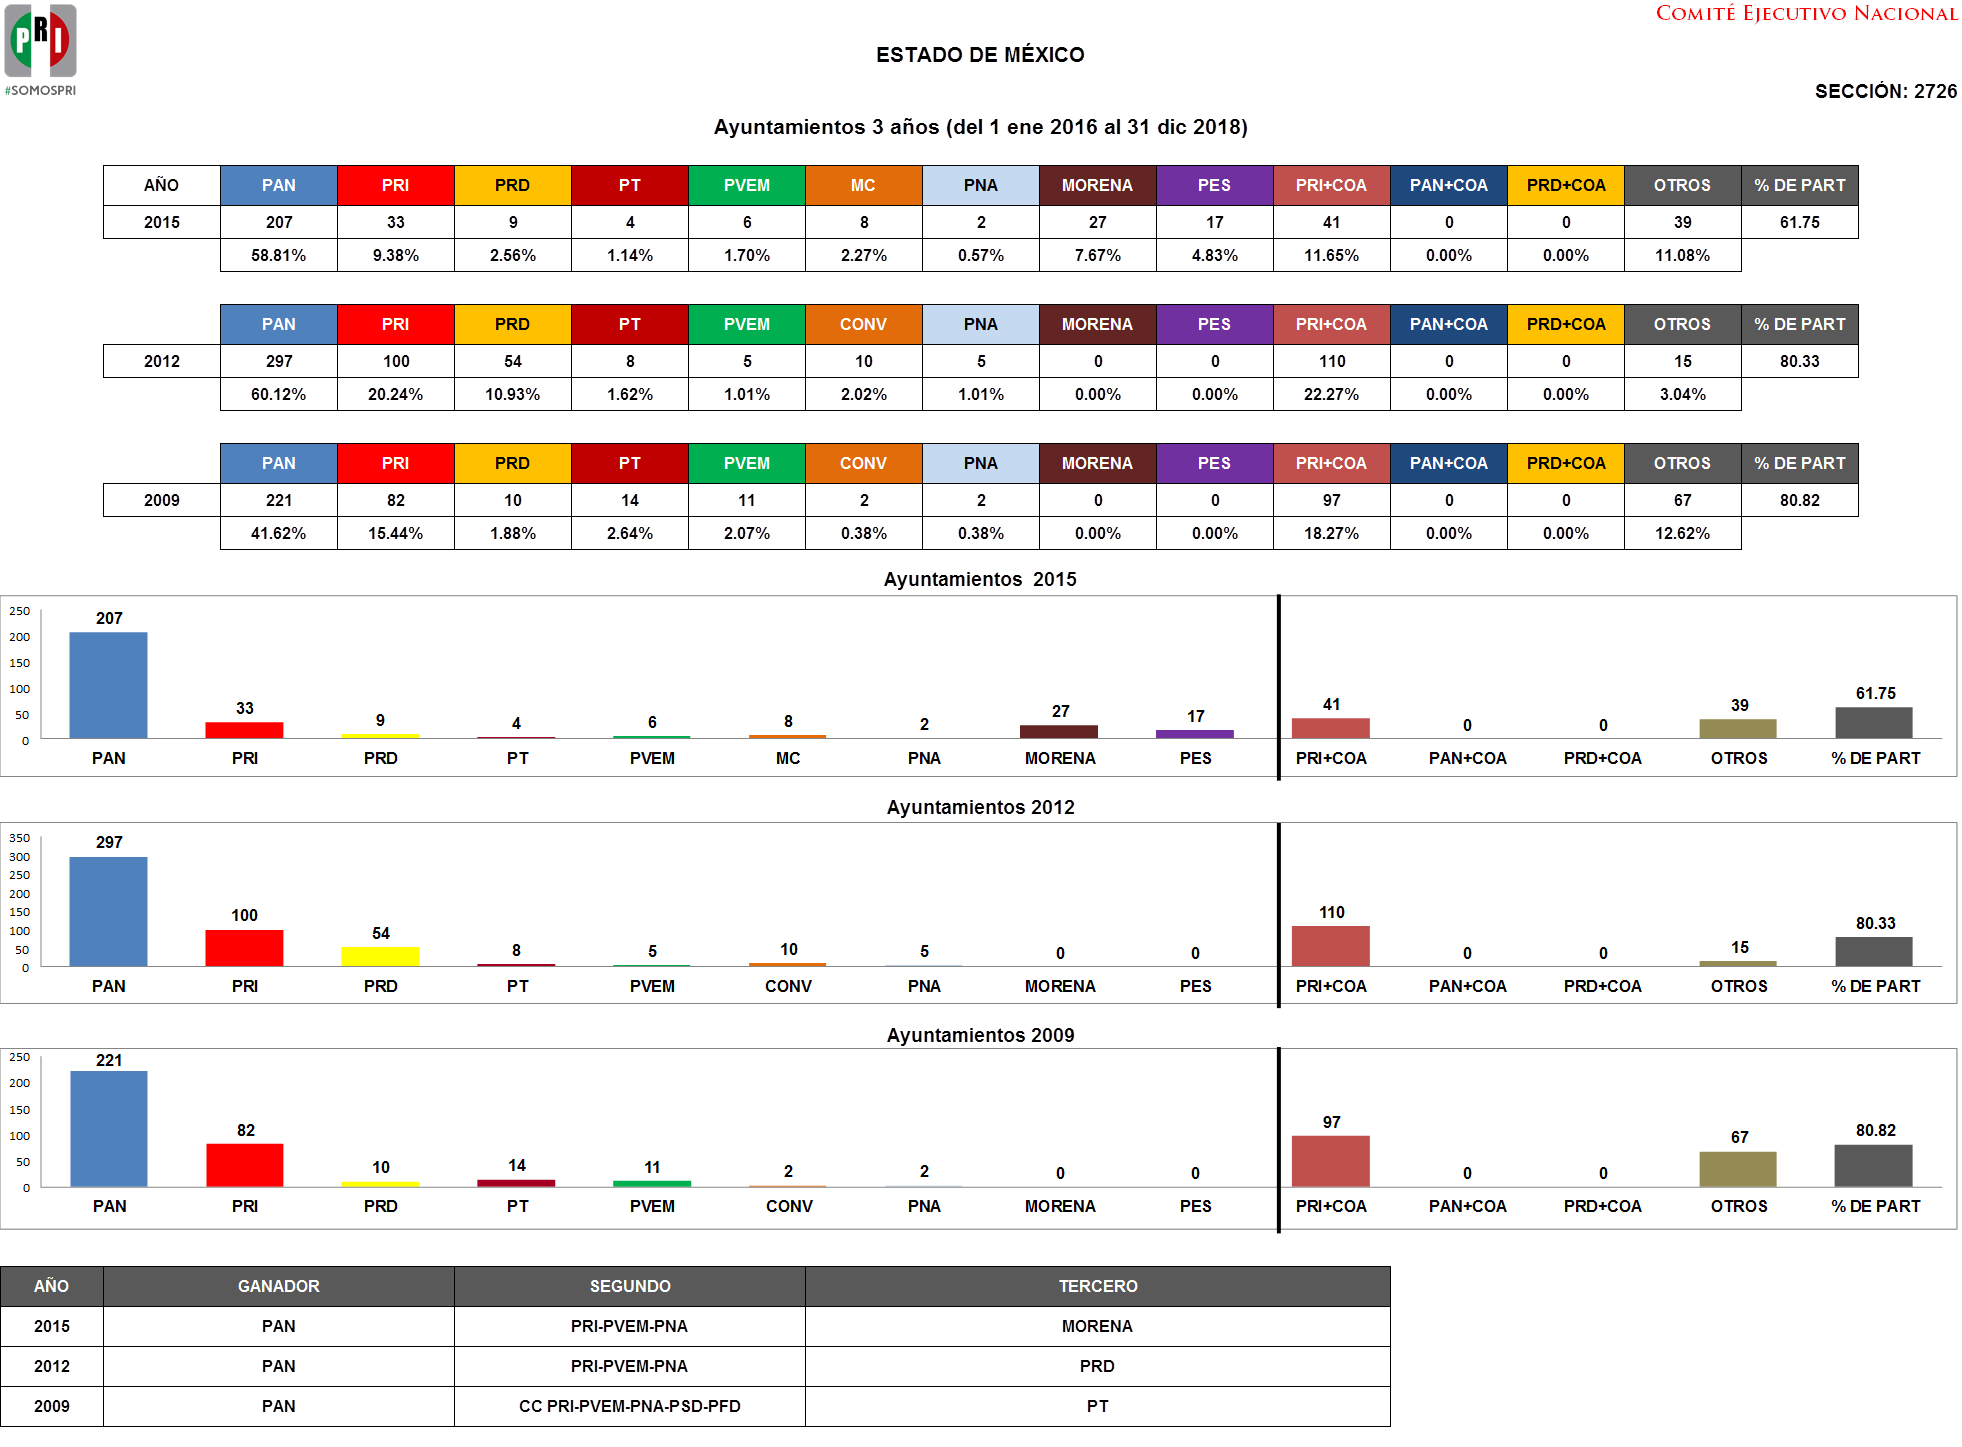 PRI
#SOMOSPRI
COMITÉ EJECUTIVO NACIONAL
ESTADO DE MÉXICO
SECCIÓN: 2726
Ayuntamientos 3 años (del 1 ene 2016 al 31 dic 2018)
AÑO PAN PRI PRD PT PVEM MC PNA MORENA PES PRI+COA PAN+COA PRD+COA OTROS % DE PART
2015 207 33 9 4 6 8 2 27 17 41 0 0 39 61.75
58.81% 9.38% 2.56% 1.14% 1.70% 2.27% 0.57% 7.67% 4.83% 11.65% 0.00% 0.00% 11.08%
PAN PRI PRD PT PVEM CONV PNA MORENA PES PRI+COA PAN+COA PRD+COA OTROS % DE PART
2012 297 100 54 8 5 10 5 0 0 110 0 0 15 80.33
60.12% 20.24% 10.93% 1.62% 1.01% 2.02% 1.01% 0.00% 0.00% 22.27% 0.00% 0.00% 3.04%
PAN PRI PRD PT PVEM CONV PNA MORENA PES PRI+COA PAN+COA PRD+COA OTROS % DE PART
2009 221 82 10 14 11 2 2 0 0 97 0 0 67 80.82
41.62% 15.44% 1.88% 2.64% 2.07% 0.38% 0.38% 0.00% 0.00% 18.27% 0.00% 0.00% 12.62%
Ayuntamientos 2015
250
200
150
100
50
0
207 33 9 4 6 8 2 27 17 41 0 0 39 61.75
PAN PRI PRD PT PVEM MC PNA MORENA PES PRI+COA PAN+COA PRD+COA OTROS % DE PART
Ayuntamientos 2012
350
300
250
200
150
100
50
0
297 100 54 8 5 10 5 0 0 110 0 0 15 80.33
PAN PRI PRD PT PVEM CONV PNA MORENA PES PRI+COA PAN+COA PRD+COA OTROS % DE PART
Ayuntamientos 2009
250
200
150
100
50
0
221 82 10 14 11 2 2 0 0 97 0 0 67 80.82
PAN PRI PRD PT PVEM CONV PNA MORENA PES PRI+COA PAN+COA PRD+COA OTROS % DE PART
AÑO GANADOR SEGUNDO TERCERO
2015 PAN PRI-PVEM-PNA MORENA
2012 PAN PRI-PVEM-PNA PRD
2009 PAN CC PRI-PVEM-PNA-PSD-PFD PT